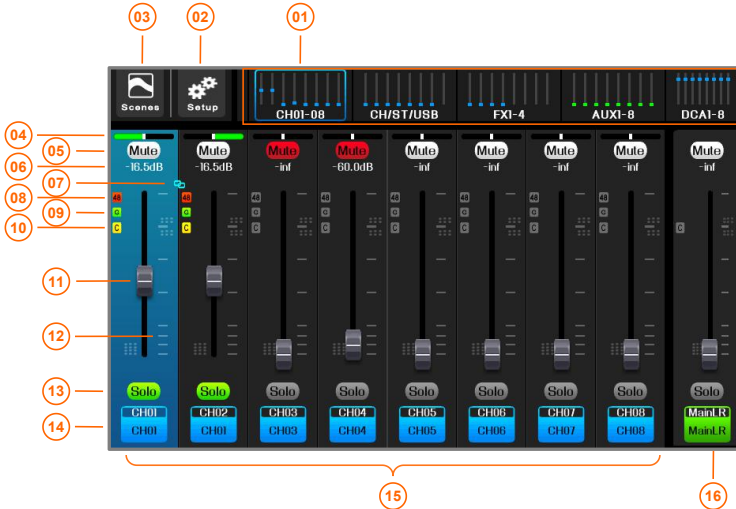 03 02 01
Scenes Setup CH01-08 CH/ST/USB FX1-4 AUX1-8 DCA1-8
04
05 Mute Mute Mute Mute Mute Mute Mute Mute Mute
06 -16.5dB -16.5dB -inf -60.0dB -inf -inf -inf -inf -inf
07
08 48 48 48 48 48 48 48 48
09 G G G G G G G G
10 C C C C C C C C C
11
12
13 Solo Solo Solo Solo Solo Solo Solo Solo Solo
14 CH01 CH02 CH03 CH04 CH05 CH06 CH07 CH08 MainLR
CH01 CH01 CH03 CH04 CH05 CH06 CH07 CH08 MainLR
15 16